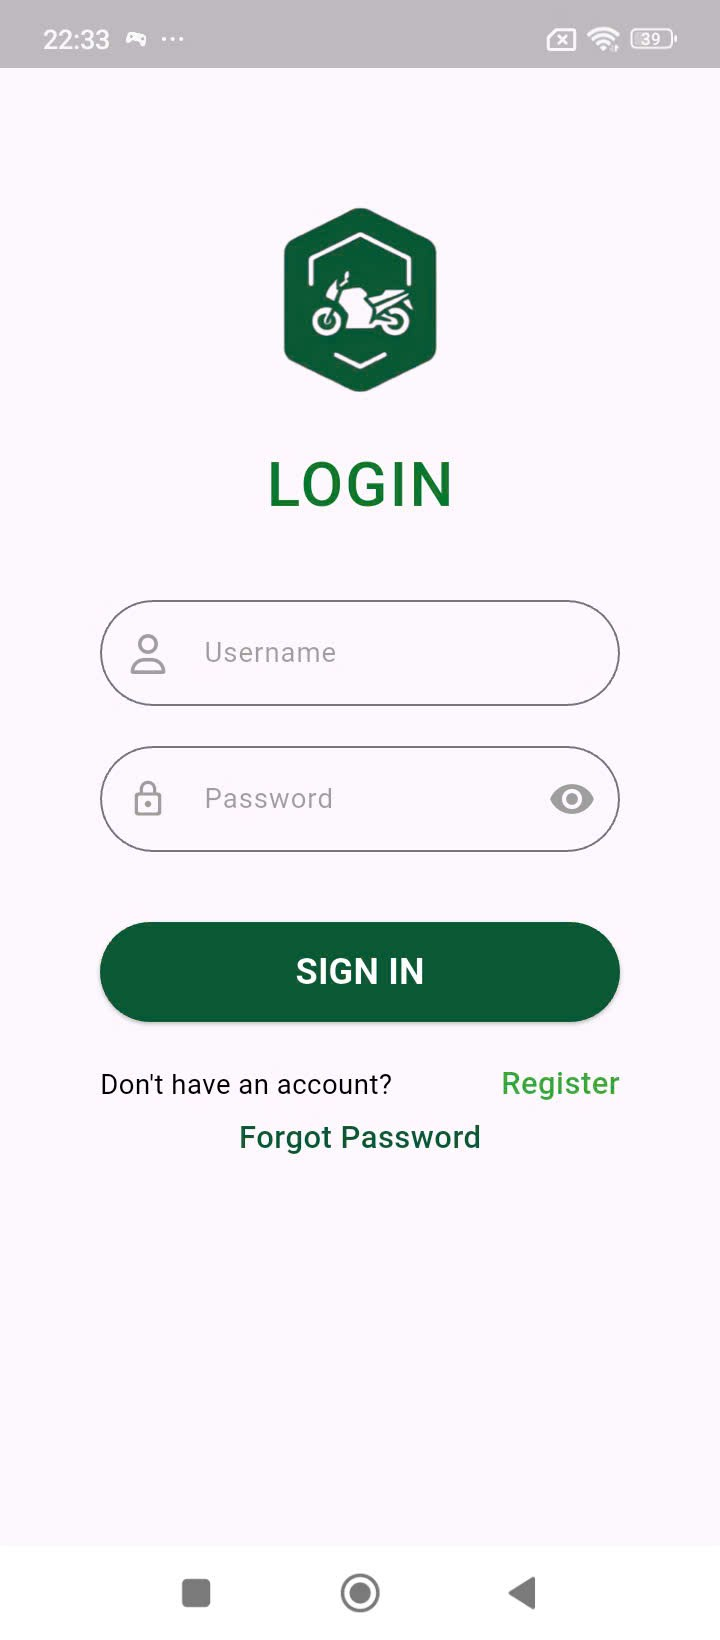 22:33 39
LOGIN
Username
Password
SIGN IN
Don't have an account? Register
Forgot Password